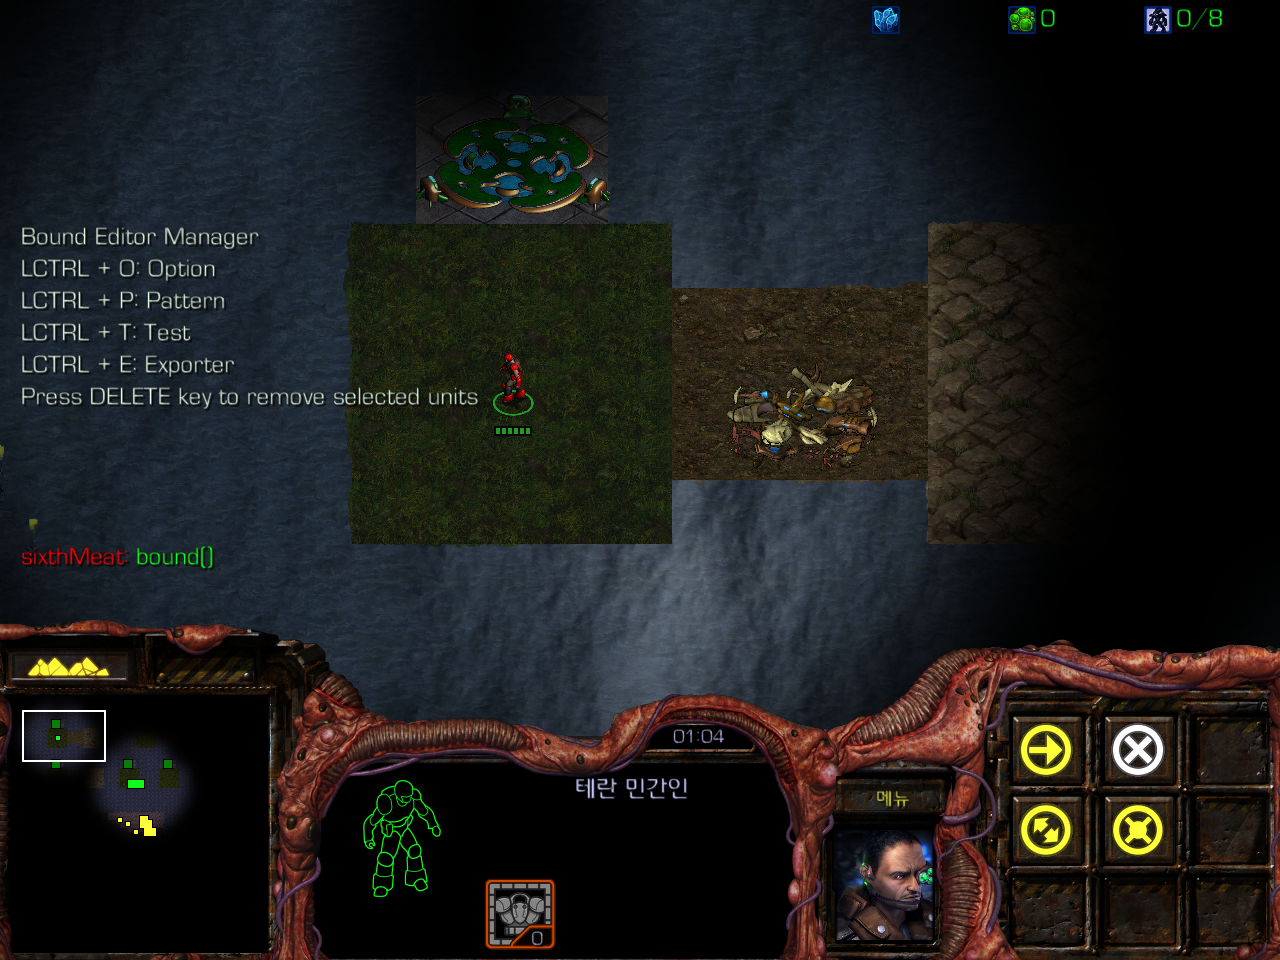 0
0/8
Bound Editor Manager
LCTRL + O: Option
LCTRL + P: Pattern
LCTRL + T: Test
LCTRL + E: Exporter
Press DELETE key to remove selected units
sixthMeat: bound()
01:04
테란 민간인
메뉴
0